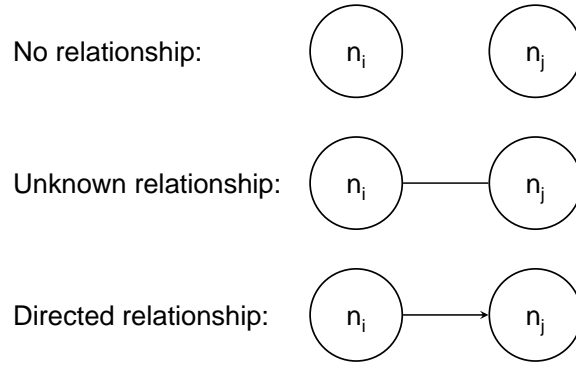 No relationship: n_i n_j
Unknown relationship: n_i n_j
Directed relationship: n_i n_j